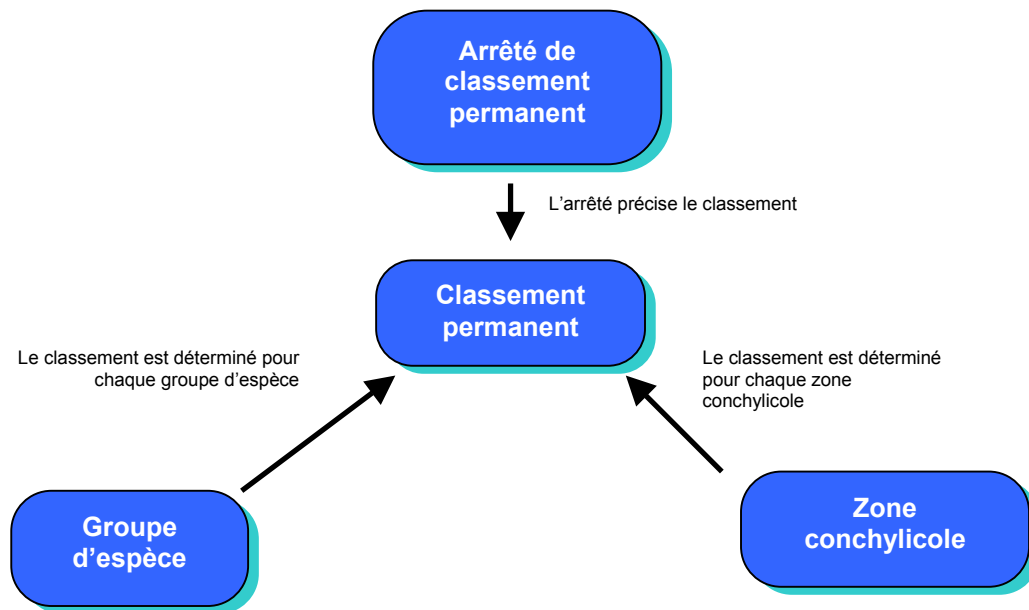 Arrêté de
classement
permanent
L'arrêté précise le classement
Classement
permanent
Le classement est déterminé pour
chaque groupe d'espèce
Le classement est déterminé
pour chaque zone
conchylicole
Groupe
d'espèce
Zone
conchylicole